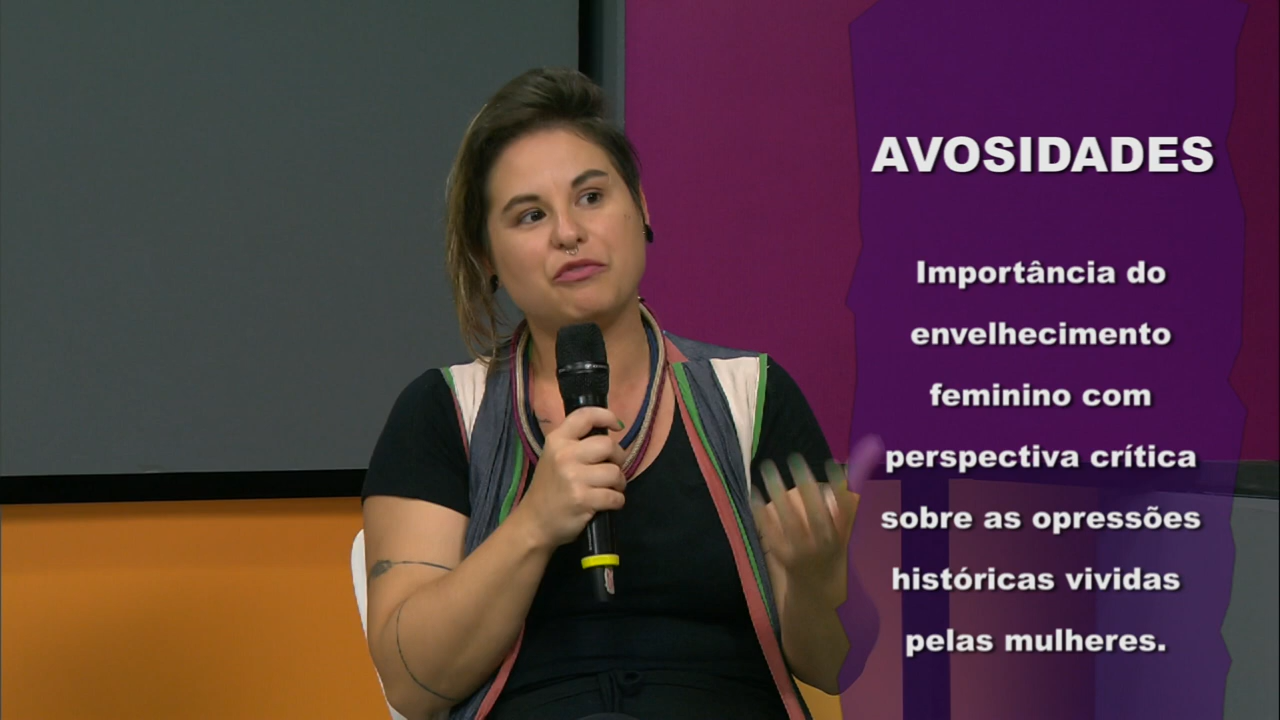 AVOSIDADES
Importância do
envelhecimento
feminino com
perspectiva crítica
sobre as opressões
históricas vividas
pelas mulheres.